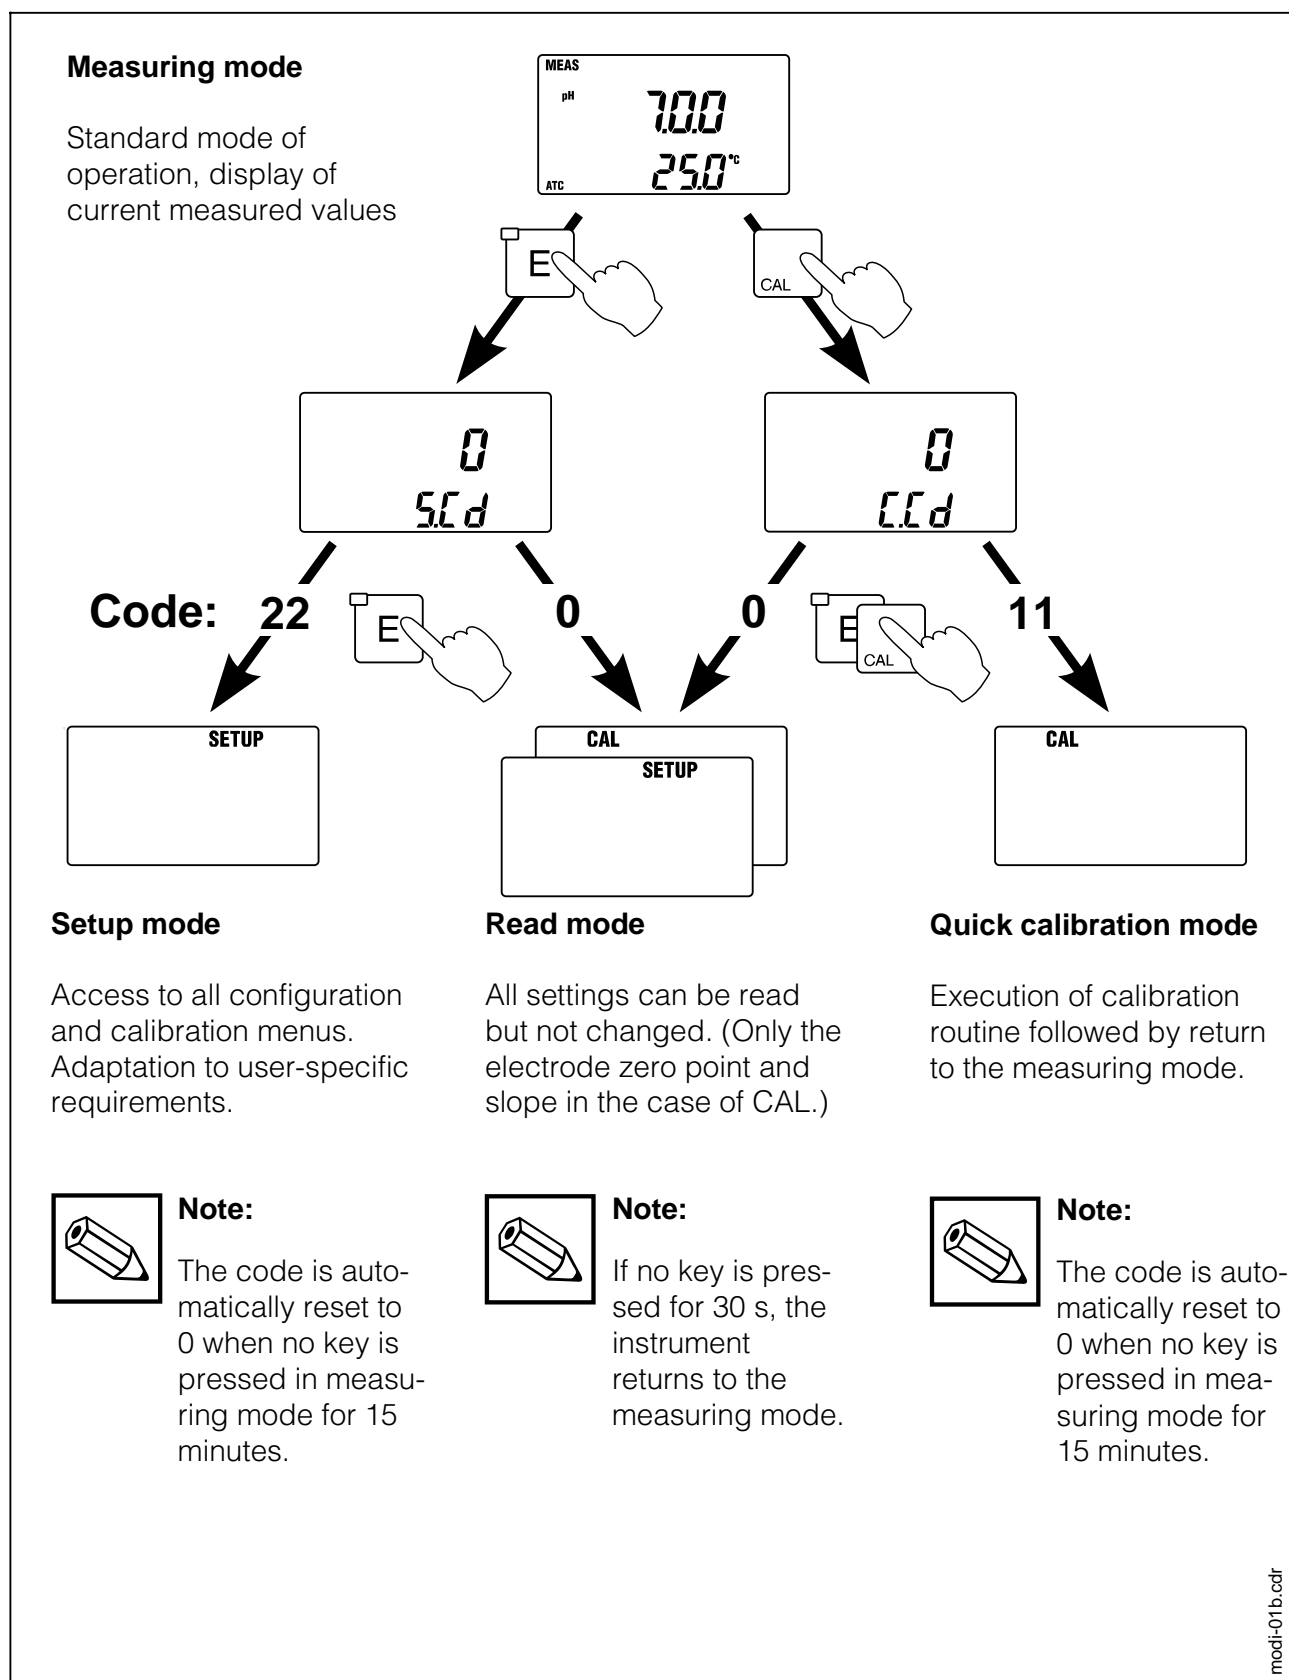 Measuring mode
Standard mode of
operation, display of
current measured values
MEAS
pH
7.0.0
25.0°C
ATC
E
CAL
0
S.Cd
0
C.Cd
Code: 22
E
0
0
E
CAL
11
SETUP
CAL
SETUP
CAL
Setup mode
Access to all configuration
and calibration menus.
Adaptation to user-specific
requirements.
Read mode
All settings can be read
but not changed. (Only the
electrode zero point and
slope in the case of CAL.)
Quick calibration mode
Execution of calibration
routine followed by return
to the measuring mode.
Note:
The code is auto-
matically reset to
0 when no key is
pressed in measu-
ring mode for 15
minutes.
Note:
If no key is pres-
sed for 30 s, the
instrument
returns to the
measuring mode.
Note:
The code is auto-
matically reset to
0 when no key is
pressed in mea-
suring mode for
15 minutes.
modi-01b.cdr